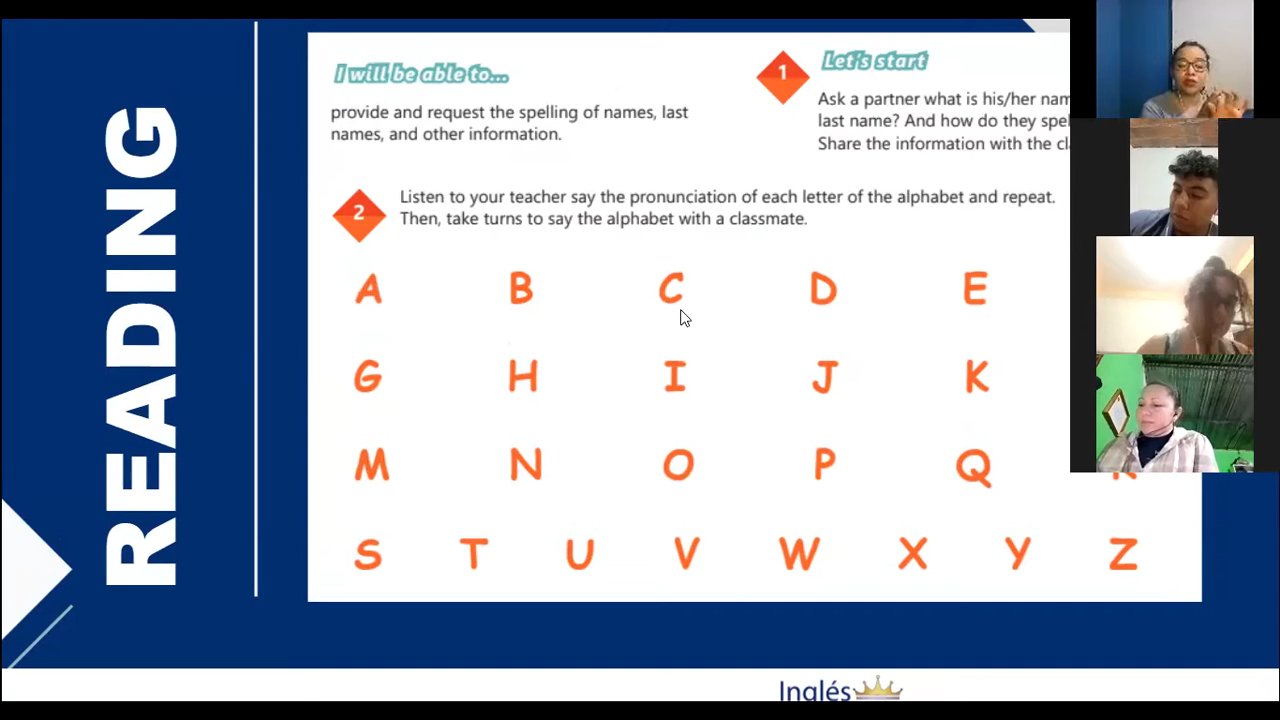 READING
I will be able to...
provide and request the spelling of names, last
names, and other information.
1
Let's start
Ask a partner what is his/her
last name? And how do they
Share the information with the
2
Listen to your teacher say the pronunciation of each letter of the alphabet and repeat.
Then, take turns to say the alphabet with a classmate.
A B C D E
G H I J K
M N O P Q
S T U V W X Y Z
Inglés